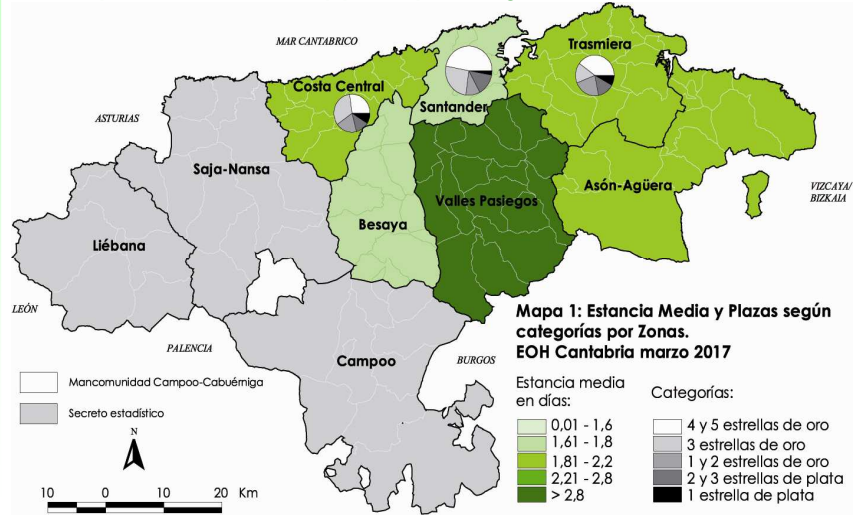 MAR CANTABRICO
Trasmiera
Costa Central
Santander
ASTURIAS
Saja-Nansa
Valles Pasiegos
Asón-Agüera
VIZCAYA/
BIZKAIA
Besaya
Liébana
LEÓN
PALENCIA
Campoo
BURGOS
Mapa 1: Estancia Media y Plazas según
categorías por Zonas.
EOH Cantabria marzo 2017
Mancomunidad Campoo-Cabuérniga
Secreto estadístico
Estancia media
en días:
0,01 - 1,6
1,61 - 1,8
1,81 - 2,2
2,21 - 2,8
> 2,8
Categorías:
4 y 5 estrellas de oro
3 estrellas de oro
1 y 2 estrellas de oro
2 y 3 estrellas de plata
1 estrella de plata
N
10 0 10 20 Km